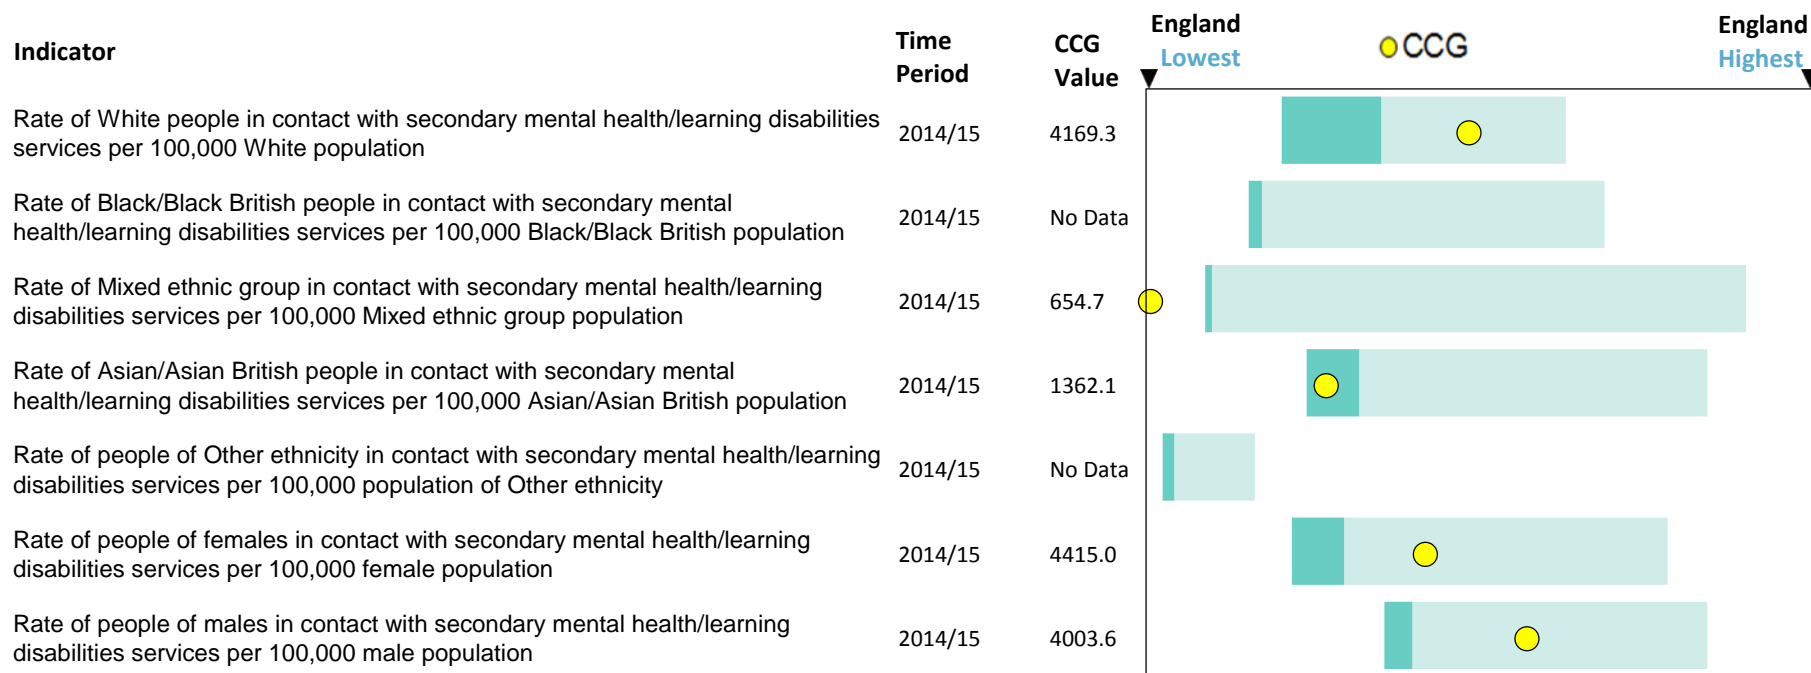 Indicator
Time Period
CCG Value
England Lowest
CCG
England Highest
Rate of White people in contact with secondary mental health/learning disabilities
services per 100,000 White population
2014/15
4169.3
Rate of Black/Black British people in contact with secondary mental
health/learning disabilities services per 100,000 Black/Black British population
2014/15
No Data
Rate of Mixed ethnic group in contact with secondary mental health/learning
disabilities services per 100,000 Mixed ethnic group population
2014/15
654.7
Rate of Asian/Asian British people in contact with secondary mental
health/learning disabilities services per 100,000 Asian/Asian British population
2014/15
1362.1
Rate of people of Other ethnicity in contact with secondary mental health/learning
disabilities services per 100,000 population of Other ethnicity
2014/15
No Data
Rate of people of females in contact with secondary mental health/learning
disabilities services per 100,000 female population
2014/15
4415.0
Rate of people of males in contact with secondary mental health/learning
disabilities services per 100,000 male population
2014/15
4003.6